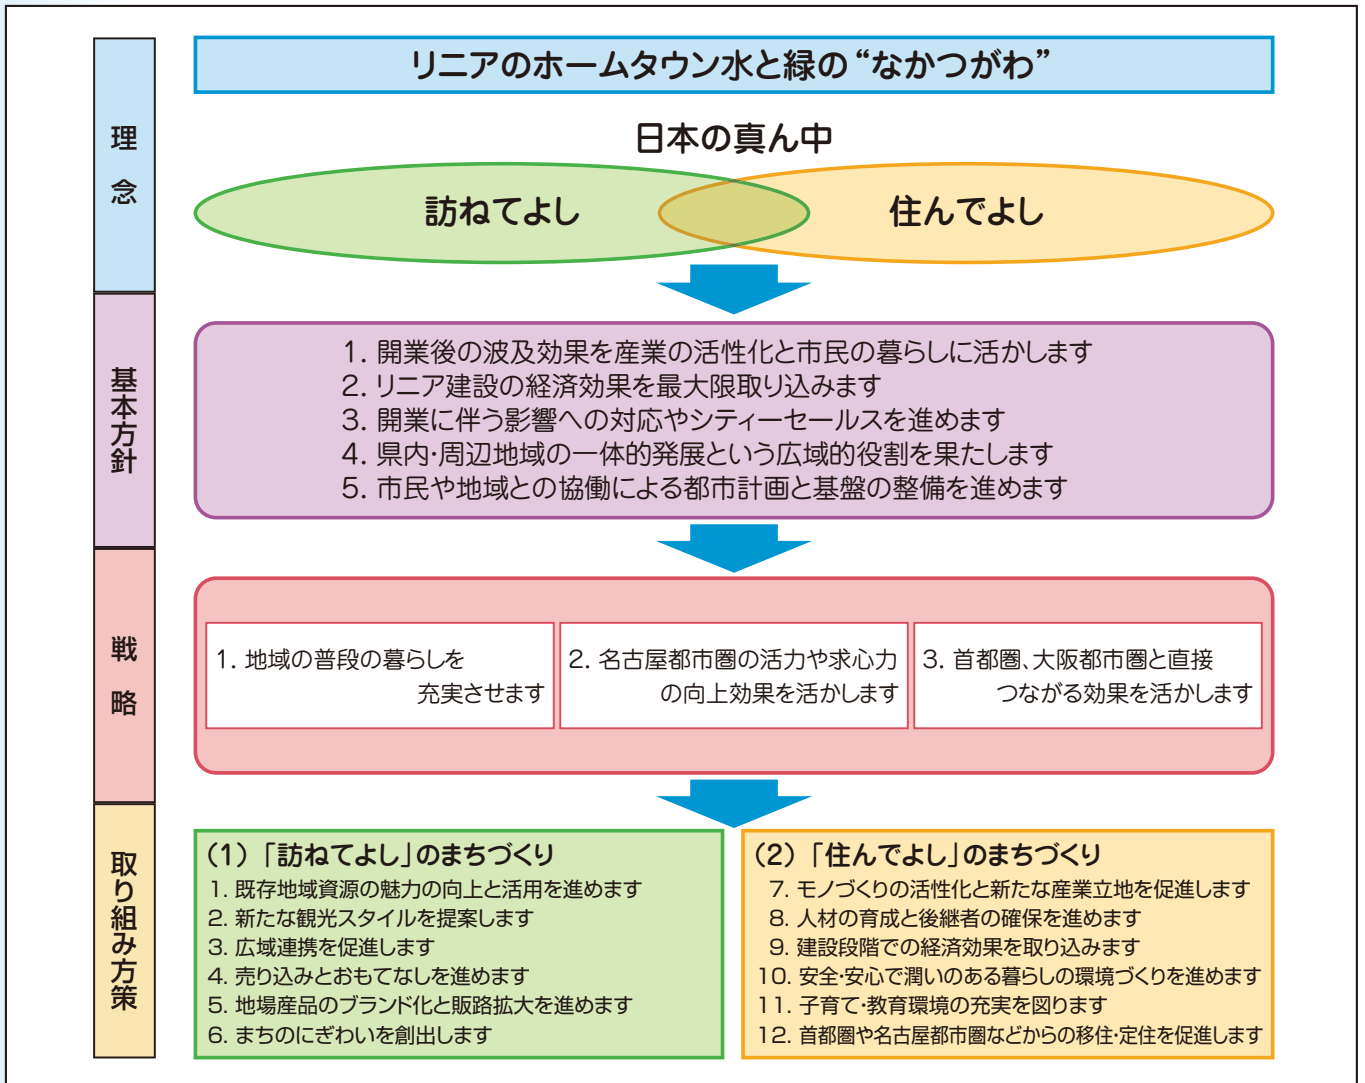 理念
リニアのホームタウン水と緑の“なかつがわ”
日本の真ん中
訪ねてよし
住んでよし
基本方針
1. 開業後の波及効果を産業の活性化と市民の暮らしに活かします
2. リニア建設の経済効果を最大限取り込みます
3. 開業に伴う影響への対応やシティーセールスを進めます
4. 県内・周辺地域の一体的発展という広域的役割を果たします
5. 市民や地域との協働による都市計画と基盤の整備を進めます
戦略
1. 地域の普段の暮らしを
充実させます
2. 名古屋都市圏の活力や求心力
の向上効果を活かします
3. 首都圏、大阪都市圏と直接
つながる効果を活かします
取り組み方策
(1)「訪ねてよし」のまちづくり
1. 既存地域資源の魅力の向上と活用を進めます
2. 新たな観光スタイルを提案します
3. 広域連携を促進します
4. 売り込みとおもてなしを進めます
5. 地場産品のブランド化と販路拡大を進めます
6. まちのにぎわいを創出します
(2)「住んでよし」のまちづくり
7. モノづくりの活性化と新たな産業立地を促進します
8. 人材の育成と後継者の確保を進めます
9. 建設段階での経済効果を取り込みます
10. 安全・安心で潤いのある暮らしの環境づくりを進めます
11. 子育て・教育環境の充実を図ります
12. 首都圏や名古屋都市圏などからの移住・定住を促進します